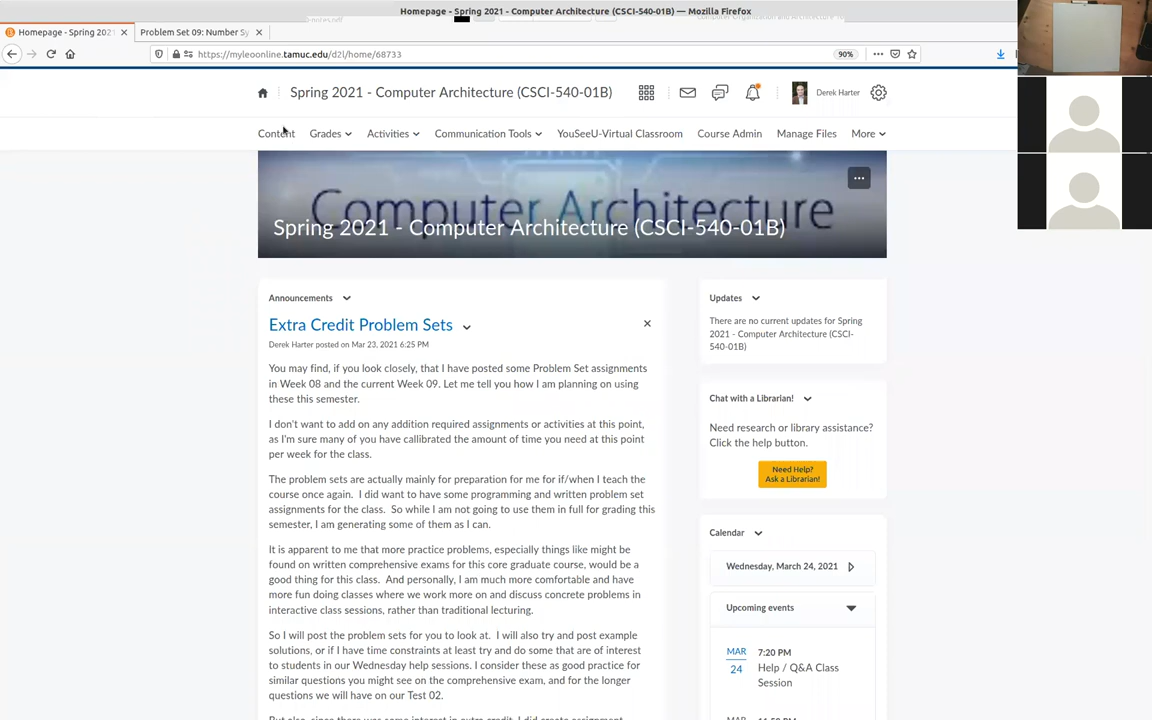 Homepage - Spring 2021 - Computer Architecture (CSCI-540-01B) — Mozilla Firefox
Homepage - Spring 2021 Problem Set 09: Number Sy
https://myleoonline.tamuc.edu/d2l/home/68733 90%
Spring 2021 - Computer Architecture (CSCI-540-01B) Derek Harter
Content Grades Activities Communication Tools YouSeeU-Virtual Classroom Course Admin Manage Files More
Computer Architecture
Spring 2021 - Computer Architecture (CSCI-540-01B)
Announcements
Extra Credit Problem Sets
Derek Harter posted on Mar 23, 2021 6:25 PM
You may find, if you look closely, that I have posted some Problem Set assignments
in Week 08 and the current Week 09. Let me tell you how I am planning on using
these this semester.
I don't want to add on any addition required assignments or activities at this point,
as I'm sure many of you have callibrated the amount of time you need at this point
per week for the class.
The problem sets are actually mainly for preparation for me for if/when I teach the
course once again. I did want to have some programming and written problem set
assignments for the class. So while I am not going to use them in full for grading this
semester, I am generating some of them as I can.
It is apparent to me that more practice problems, especially things like might be
found on written comprehensive exams for this core graduate course, would be a
good thing for this class. And personally, I am much more comfortable and have
more fun doing classes where we work more on and discuss concrete problems in
interactive class sessions, rather than traditional lecturing.
So I will post the problem sets for you to look at. I will also try and post example
solutions, or if I have time constraints at least try and do some that are of interest
to students in our Wednesday help sessions. I consider these as good practice for
similar questions you might see on the comprehensive exam, and for the longer
questions we will have on our Test 02.
But also, since there was some interest in extra credit, I did create assignment
Updates
There are no current updates for Spring
2021 - Computer Architecture (CSCI-
540-01B)
Chat with a Librarian!
Need research or library assistance?
Click the help button.
Need Help?
Ask a Librarian!
Calendar
Wednesday, March 24, 2021
Upcoming events
MAR 7:20 PM
24 Help / Q&A Class
Session
MAR